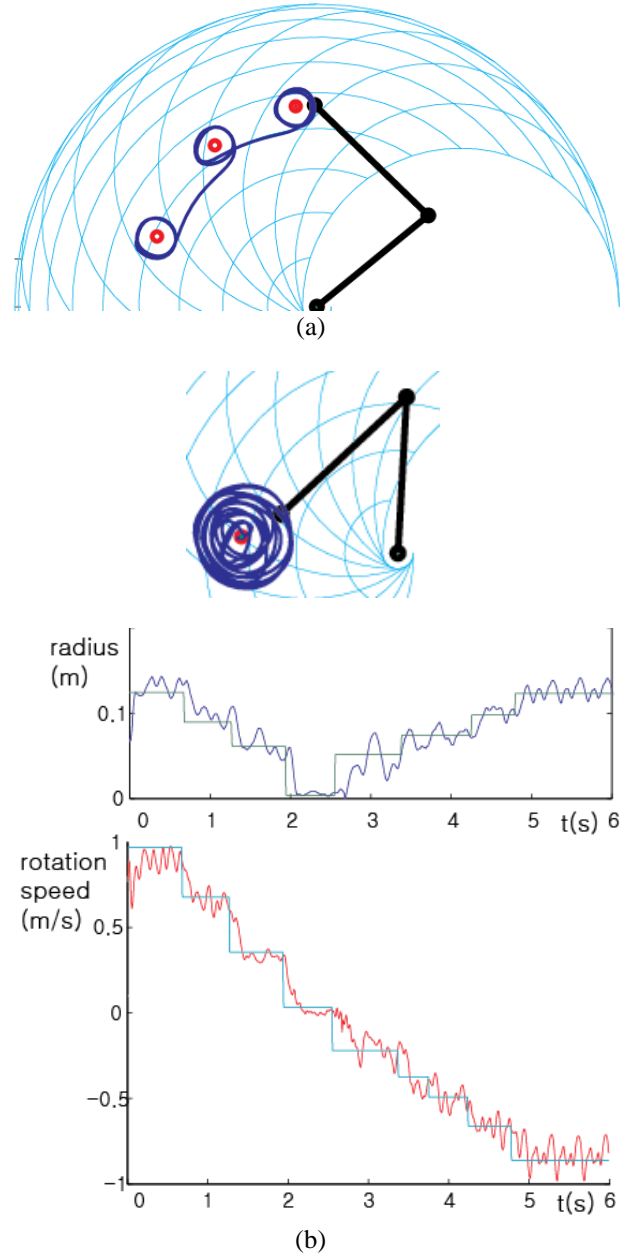 (a)
radius
(m)
0.1
0
0 1 2 3 4 5 6
t(s)
rotation
speed
(m/s)
1
0.5
0
−0.5
−1
0 1 2 3 4 5 6
t(s)
(b)